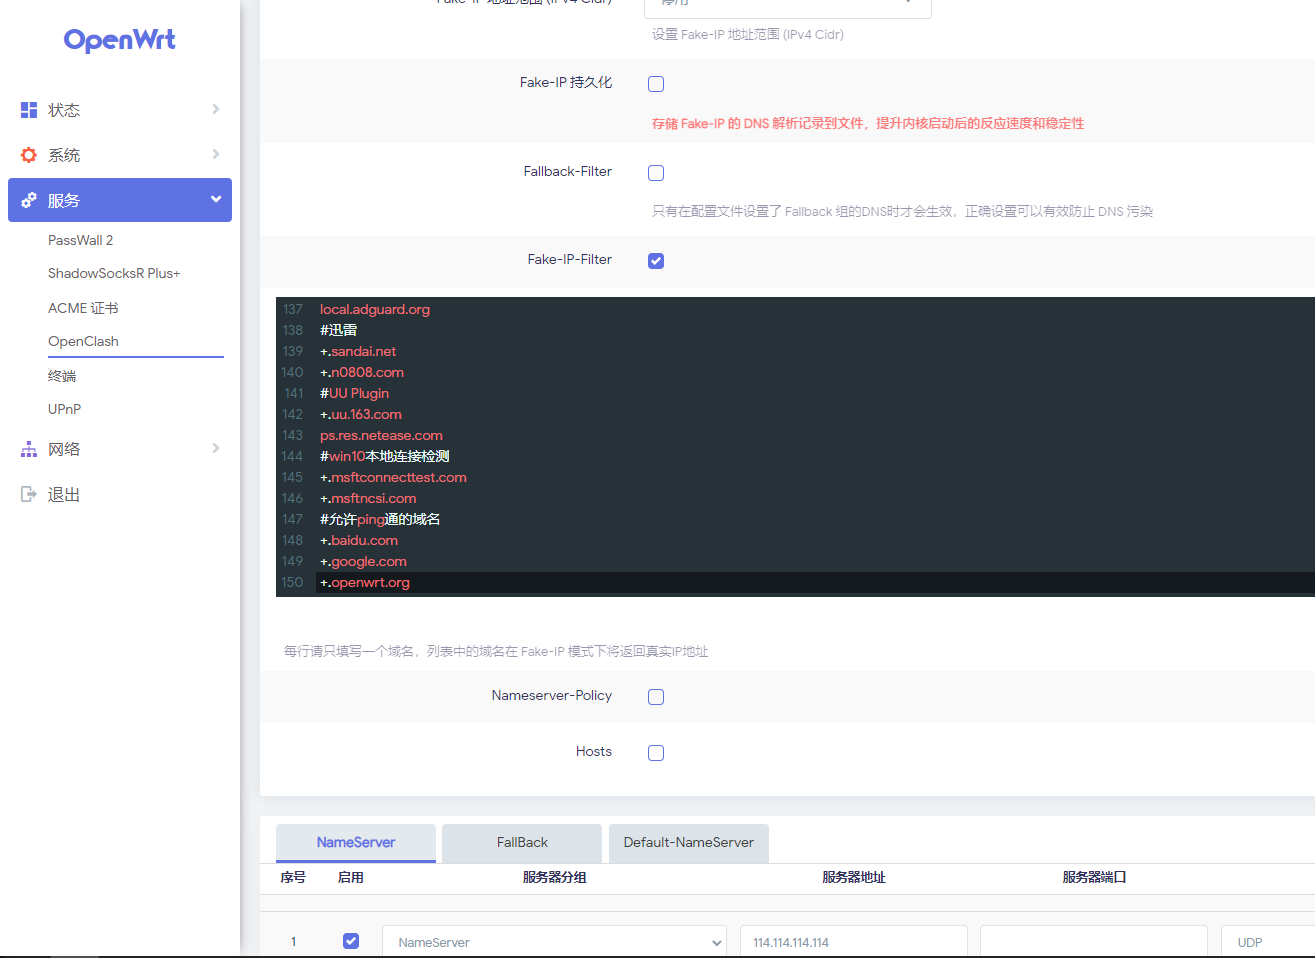 OpenWrt
状态
系统
服务
PassWall 2
ShadowSocksR Plus+
ACME 证书
OpenClash
终端
UPnP
网络
退出
Fake-IP 地址范围 (IPv4 Cidr)
停用
设置 Fake-IP 地址范围 (IPv4 Cidr)
Fake-IP 持久化
存储 Fake-IP 的 DNS 解析记录到文件，提升内核启动后的反应速度和稳定性
Fallback-Filter
只有在配置文件设置了 Fallback 组的DNS时才会生效，正确设置可以有效防止 DNS 污染
Fake-IP-Filter
137 local.adguard.org
138 #迅雷
139 +.sandai.net
140 +.n0808.com
141 #UU Plugin
142 +.uu.163.com
143 ps.res.netease.com
144 #win10本地连接检测
145 +.msftconnecttest.com
146 +.msftncsi.com
147 #允许ping通的域名
148 +.baidu.com
149 +.google.com
150 +.openwrt.org
每行请只填写一个域名，列表中的域名在 Fake-IP 模式下将返回真实IP地址
Nameserver-Policy
Hosts
NameServer FallBack Default-NameServer
序号 启用 服务器分组 服务器地址 服务器端口
1 NameServer 114.114.114.114 UDP